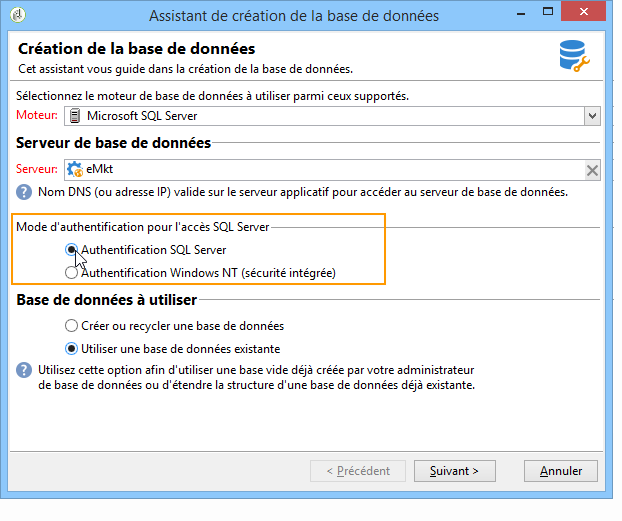 Assistant de création de la base de données
Création de la base de données
Cet assistant vous guide dans la création de la base de données.
Sélectionnez le moteur de base de données à utiliser parmi ceux supportés.
Moteur: Microsoft SQL Server
Serveur de base de données
Serveur: eMkt
Nom DNS (ou adresse IP) valide sur le serveur applicatif pour accéder au serveur de base de données.
Mode d'authentification pour l'accès SQL Server
Authentification SQL Server
Authentification Windows NT (sécurité intégrée)
Base de données à utiliser
Créer ou recycler une base de données
Utiliser une base de données existante
Utilisez cette option afin d'utiliser une base vide déjà créée par votre administrateur
de base de données ou d'étendre la structure d'une base de données déjà existante.
< Précédent Suivant > Annuler